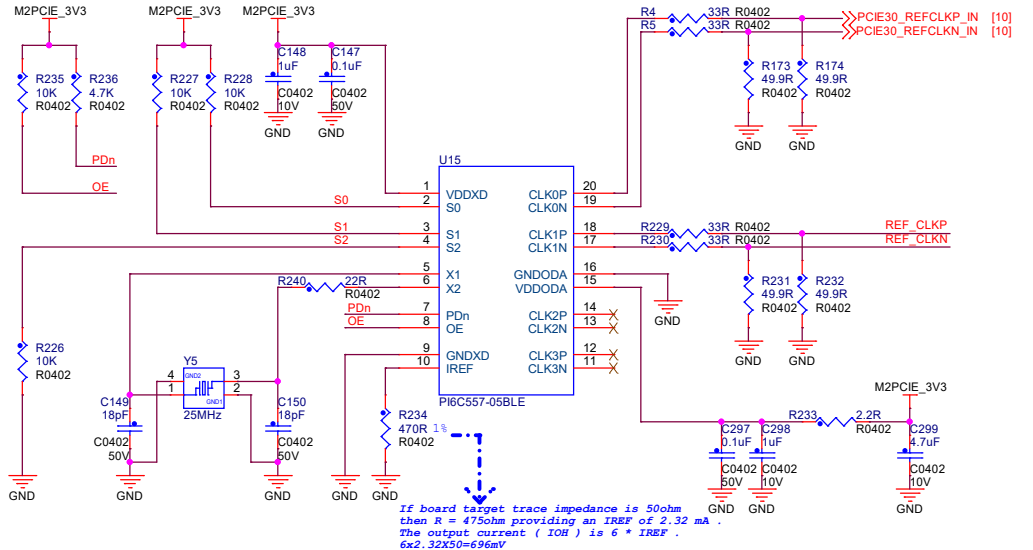 M2PCIE_3V3
M2PCIE_3V3
M2PCIE_3V3
R4
33R
R0402
PCIE30_REFCLKP_IN [10]
R5
33R
R0402
PCIE30_REFCLKN_IN [10]
R235
10K
R0402
R236
4.7K
R0402
R227
10K
R0402
R228
10K
R0402
C148
1uF
C0402
10V
C147
0.1uF
C0402
50V
R173
49.9R
R0402
R174
49.9R
R0402
GND
GND
GND
GND
PDn
OE
U15
S0
S1
S2
1
VDDXD
2
S0
3
S1
4
S2
5
X1
6
X2
7
PDn
8
OE
9
GNDXD
10
IREF
CLK0P
20
CLK0N
19
CLK1P
18
CLK1N
17
GNDODA
16
VDDODA
15
CLK2P
14
CLK2N
13
CLK3P
12
CLK3N
11
PI6C557-05BLE
R229
33R
R0402
REF_CLKP
R230
33R
R0402
REF_CLKN
GND
R231
49.9R
R0402
R232
49.9R
R0402
GND
GND
R240
22R
R0402
PDn
OE
R226
10K
R0402
Y5
4
GND2
3
1
GND1
2
25MHz
C149
18pF
C0402
50V
C150
18pF
C0402
50V
R234
470R 1%
R0402
M2PCIE_3V3
R233
2.2R
R0402
C297
0.1uF
C0402
50V
C298
1uF
C0402
10V
C299
4.7uF
C0402
10V
GND
GND
GND
GND
GND
GND
GND
GND
If board target trace impedance is 50ohm
then R = 475ohm providing an IREF of 2.32 mA .
The output current ( IOH ) is 6 * IREF .
6x2.32X50=696mV